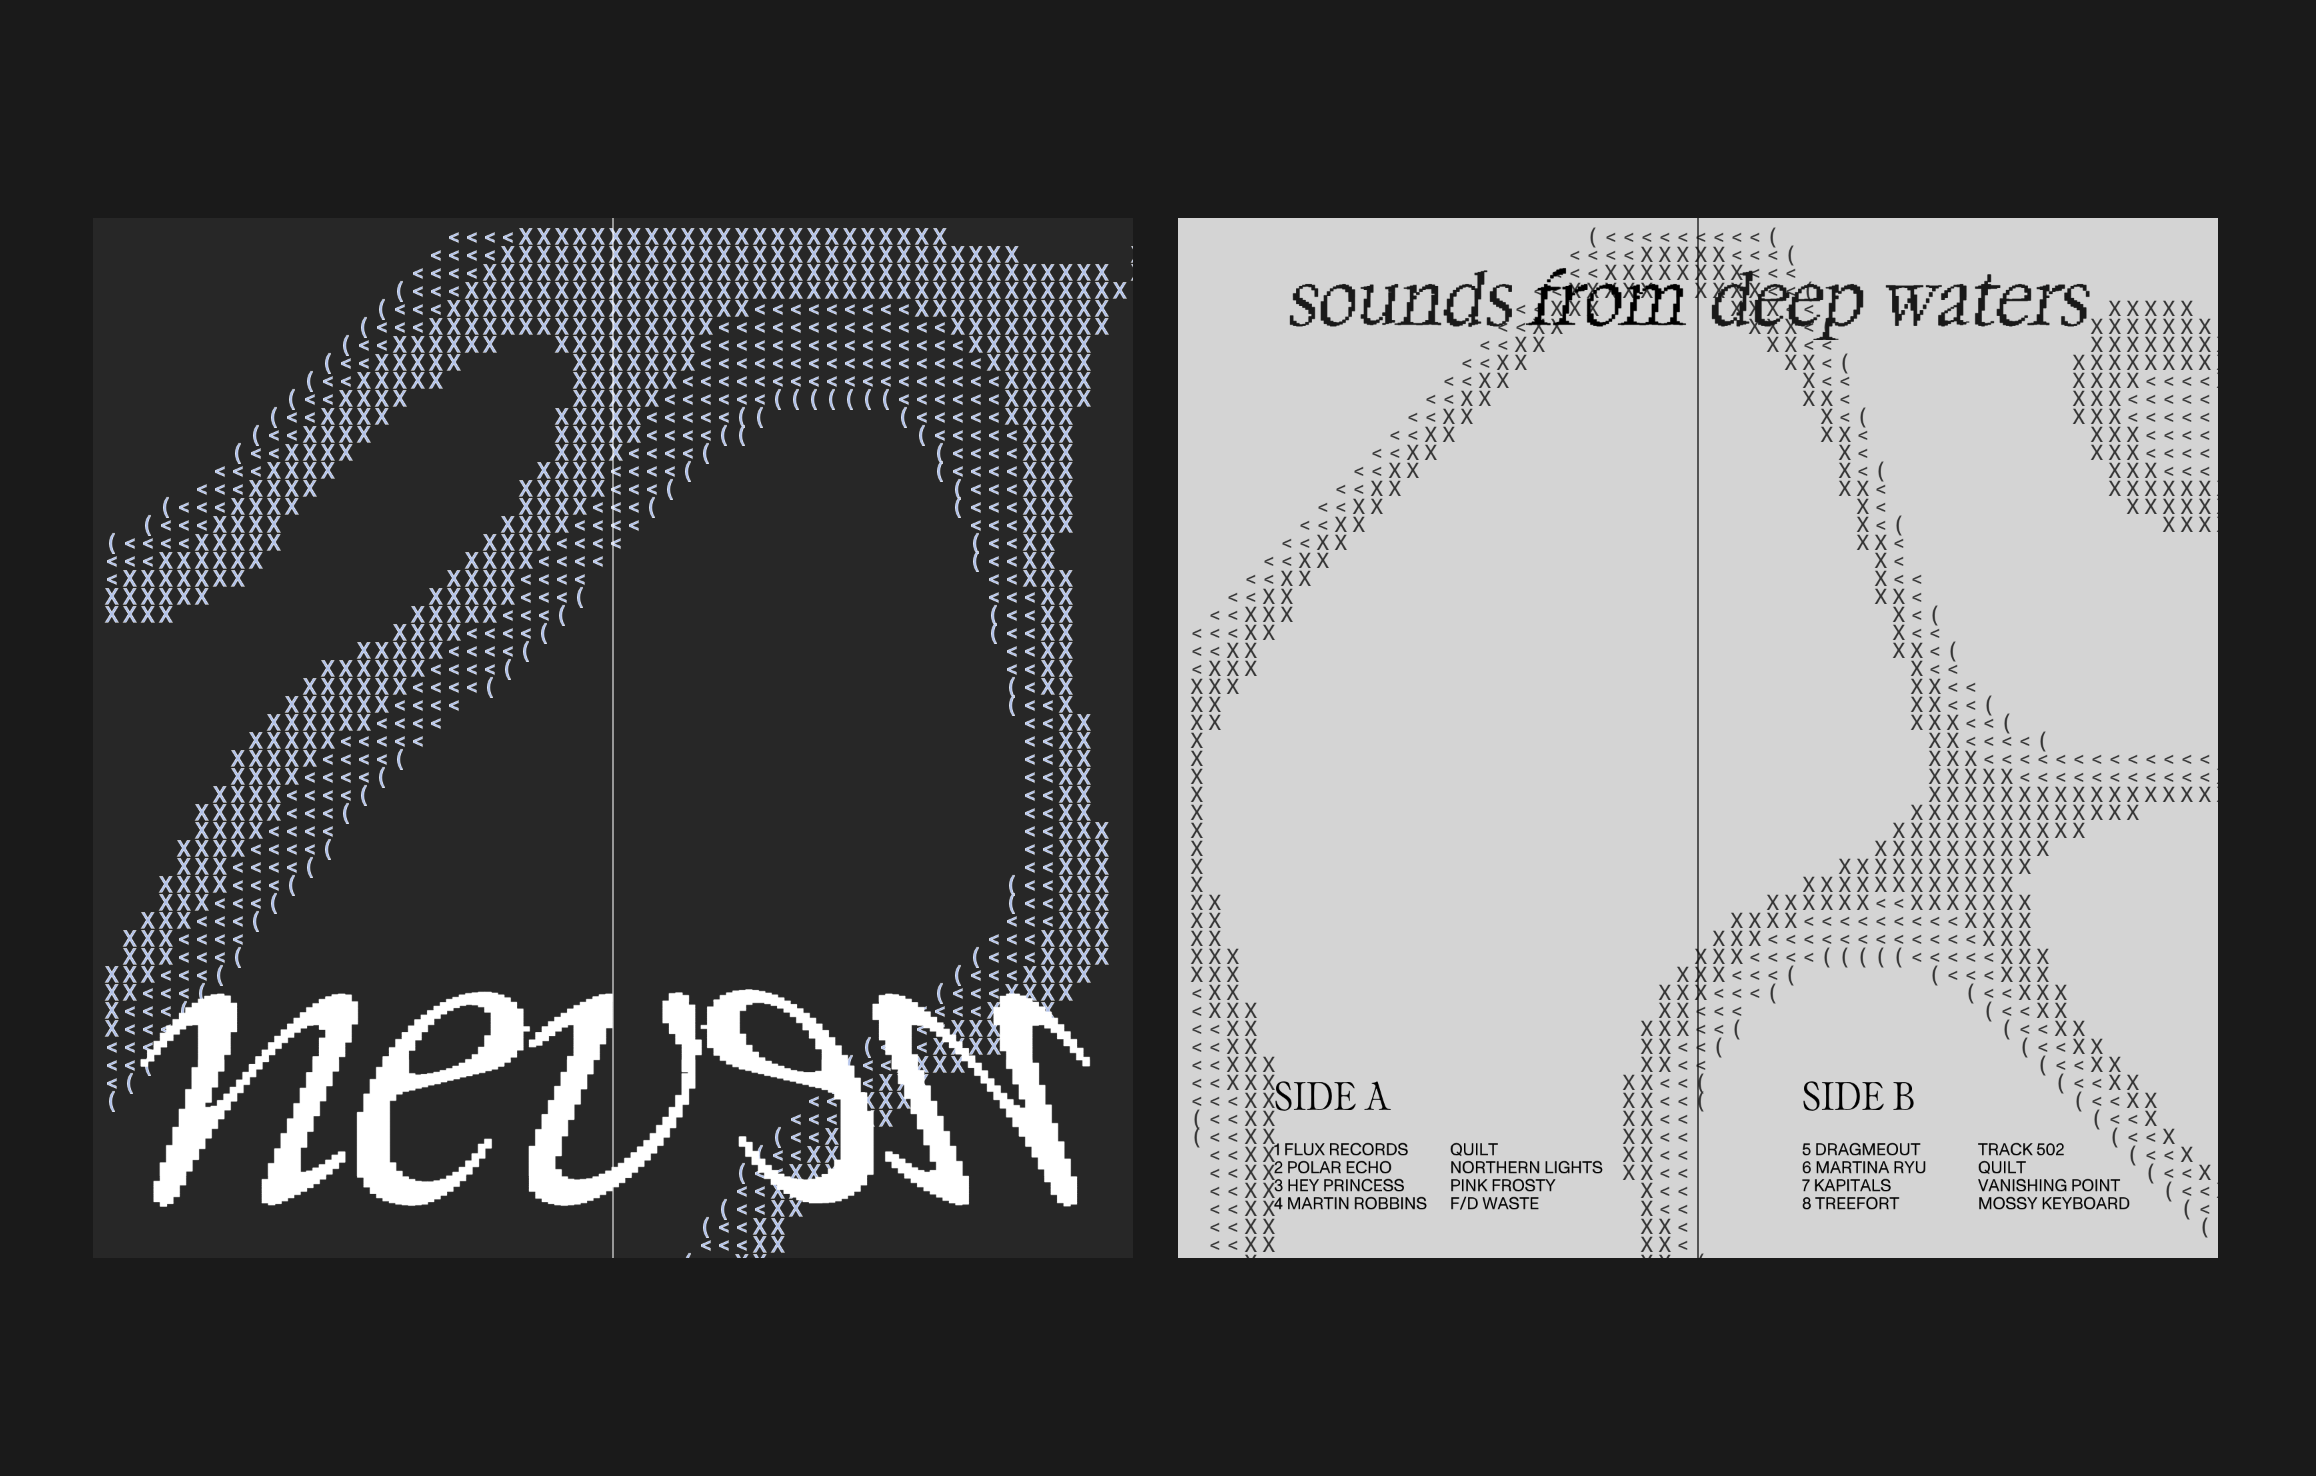 neven
sounds from deep waters
SIDE A
1 FLUX RECORDS QUILT
2 POLAR ECHO NORTHERN LIGHTS
3 HEY PRINCESS PINK FROSTY
4 MARTIN ROBBINS F/D WASTE
SIDE B
5 DRAGMEOUT TRACK 502
6 MARTINA RYU QUILT
7 KAPITALS VANISHING POINT
8 TREEFORT MOSSY KEYBOARD